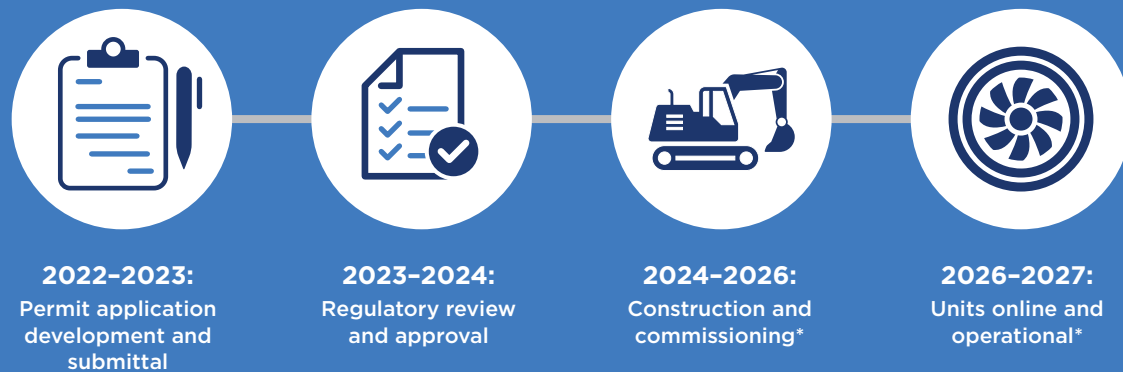 2022–2023:
Permit application
development and
submittal
2023–2024:
Regulatory review
and approval
2024–2026:
Construction and
commissioning*
2026–2027:
Units online and
operational*